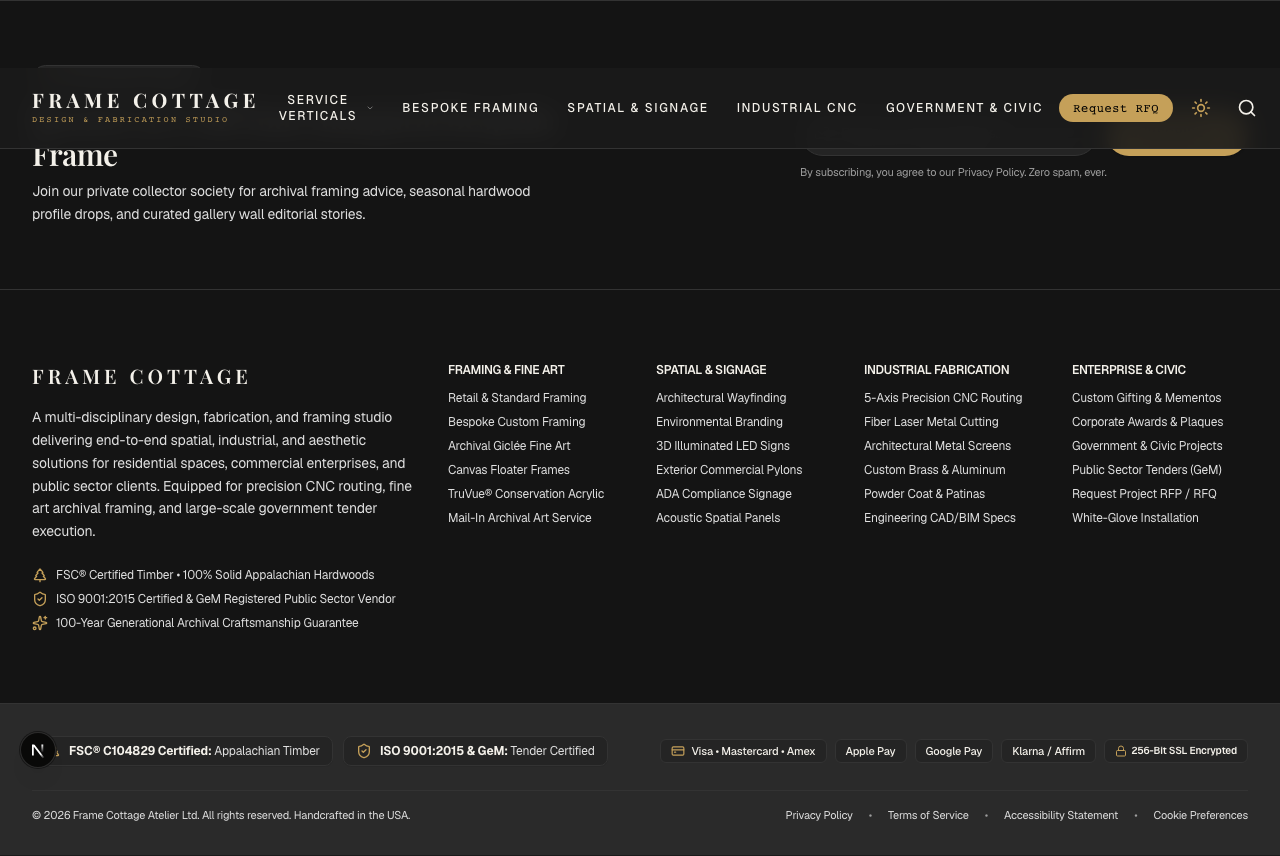 FRAME COTTAGE
DESIGN & FABRICATION STUDIO
SERVICE
VERTICALS
BESPOKE FRAMING
SPATIAL & SIGNAGE
INDUSTRIAL CNC
GOVERNMENT & CIVIC
Request RFQ
Frame
Join our private collector society for archival framing advice, seasonal hardwood
profile drops, and curated gallery wall editorial stories.
By subscribing, you agree to our Privacy Policy. Zero spam, ever.
FRAME COTTAGE
A multi-disciplinary design, fabrication, and framing studio
delivering end-to-end spatial, industrial, and aesthetic
solutions for residential spaces, commercial enterprises, and
public sector clients. Equipped for precision CNC routing, fine
art archival framing, and large-scale government tender
execution.
FSC® Certified Timber • 100% Solid Appalachian Hardwoods
ISO 9001:2015 Certified & GeM Registered Public Sector Vendor
100-Year Generational Archival Craftsmanship Guarantee
FRAMING & FINE ART
Retail & Standard Framing
Bespoke Custom Framing
Archival Giclée Fine Art
Canvas Floater Frames
TruVue® Conservation Acrylic
Mail-In Archival Art Service
SPATIAL & SIGNAGE
Architectural Wayfinding
Environmental Branding
3D Illuminated LED Signs
Exterior Commercial Pylons
ADA Compliance Signage
Acoustic Spatial Panels
INDUSTRIAL FABRICATION
5-Axis Precision CNC Routing
Fiber Laser Metal Cutting
Architectural Metal Screens
Custom Brass & Aluminum
Powder Coat & Patinas
Engineering CAD/BIM Specs
ENTERPRISE & CIVIC
Custom Gifting & Mementos
Corporate Awards & Plaques
Government & Civic Projects
Public Sector Tenders (GeM)
Request Project RFP / RFQ
White-Glove Installation
N
FSC® C104829 Certified: Appalachian Timber
ISO 9001:2015 & GeM: Tender Certified
Visa • Mastercard • Amex
Apple Pay
Google Pay
Klarna / Affirm
256-Bit SSL Encrypted
© 2026 Frame Cottage Atelier Ltd. All rights reserved. Handcrafted in the USA.
Privacy Policy • Terms of Service • Accessibility Statement • Cookie Preferences